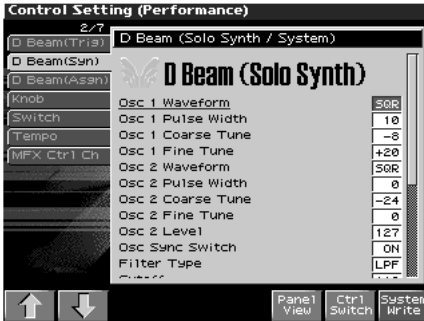 Control Setting (Performance)
2/7
D Beam(Trig)
D Beam(Syn)
D Beam(Assn)
Knob
Switch
Tempo
MFX Ctrl Ch
D Beam (Solo Synth / System)
D Beam (Solo Synth)
Osc 1 Waveform SQR
Osc 1 Pulse Width 10
Osc 1 Coarse Tune -8
Osc 1 Fine Tune +20
Osc 2 Waveform SQR
Osc 2 Pulse Width 0
Osc 2 Coarse Tune -24
Osc 2 Fine Tune 0
Osc 2 Level 127
Osc Sync Switch ON
Filter Type LPF
Panel View
Ctrl Switch
System Write